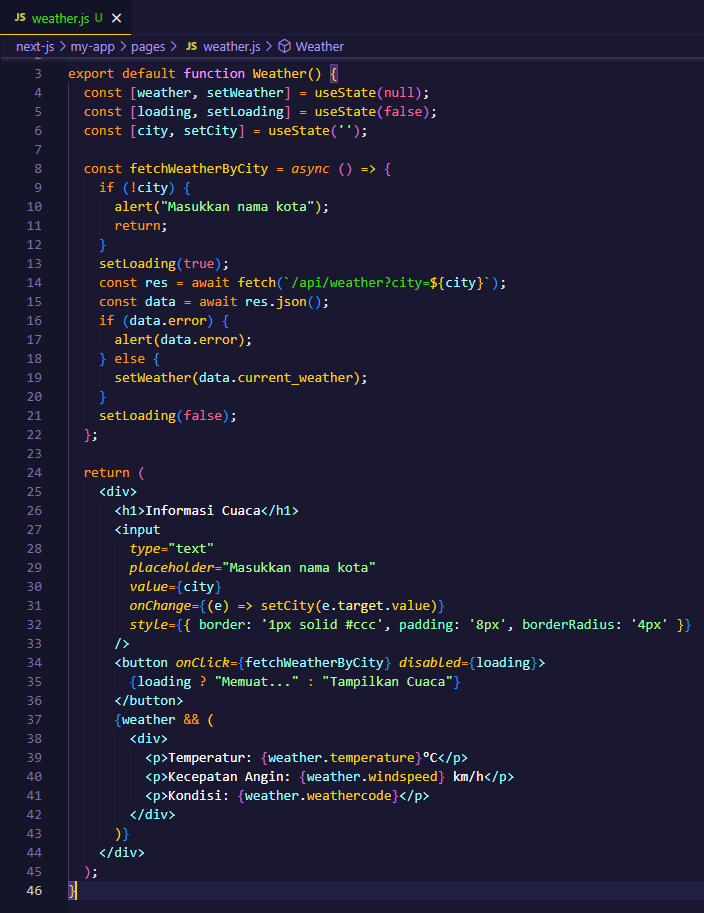 JS weather.js U ×
next-js > my-app > pages > JS weather.js > Weather
3 export default function Weather() {
4   const [weather, setWeather] = useState(null);
5   const [loading, setLoading] = useState(false);
6   const [city, setCity] = useState('');
7
8   const fetchWeatherByCity = async () => {
9     if (!city) {
10       alert("Masukkan nama kota");
11       return;
12     }
13     setLoading(true);
14     const res = await fetch(`/api/weather?city=${city}`);
15     const data = await res.json();
16     if (data.error) {
17       alert(data.error);
18     } else {
19       setWeather(data.current_weather);
20     }
21     setLoading(false);
22   };
23
24   return (
25     <div>
26       <h1>Informasi Cuaca</h1>
27       <input
28         type="text"
29         placeholder="Masukkan nama kota"
30         value={city}
31         onChange={(e) => setCity(e.target.value)}
32         style={{ border: '1px solid #ccc', padding: '8px', borderRadius: '4px' }}
33       />
34       <button onClick={fetchWeatherByCity} disabled={loading}>
35         {loading ? "Memuat..." : "Tampilkan Cuaca"}
36       </button>
37       {weather && (
38         <div>
39           <p>Temperatur: {weather.temperature}°C</p>
40           <p>Kecepatan Angin: {weather.windspeed} km/h</p>
41           <p>Kondisi: {weather.weathercode}</p>
42         </div>
43       )}
44     </div>
45   );
46 }